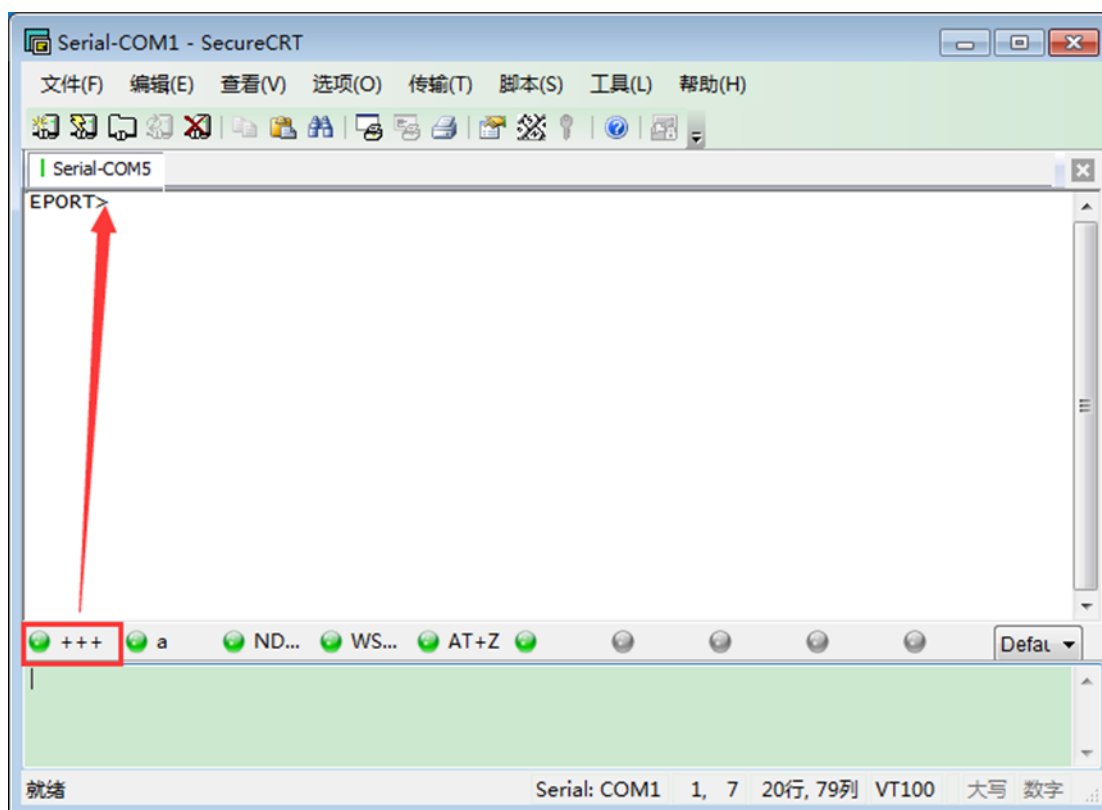 Serial-COM1 - SecureCRT
文件(F) 编辑(E) 查看(V) 选项(O) 传输(T) 脚本(S) 工具(L) 帮助(H)
Serial-COM5
EPORT>
+++ a ND... WS... AT+Z Defau
就绪 Serial: COM1 1, 7 20行, 79列 VT100 大写 数字